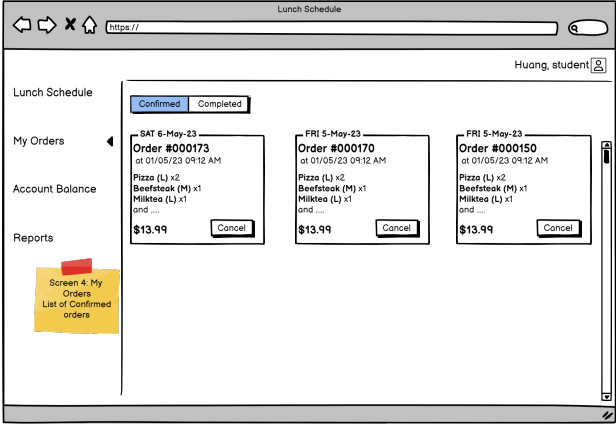 Lunch Schedule
https://
Huang, student
Lunch Schedule
My Orders
Account Balance
Reports
Screen 4: My
Orders
List of Confirmed
orders
Confirmed
Completed
SAT 6-May-23
Order #000173
at 01/05/23 09:12 AM
Pizza (L) x2
Beefsteak (M) x1
Milktea (L) x1
and ....
$13.99
Cancel
FRI 5-May-23
Order #000170
at 01/05/23 09:12 AM
Pizza (L) x2
Beefsteak (M) x1
Milktea (L) x1
and ....
$13.99
Cancel
FRI 5-May-23
Order #000150
at 01/05/23 09:12 AM
Pizza (L) x2
Beefsteak (M) x1
Milktea (L) x1
and ....
$13.99
Cancel